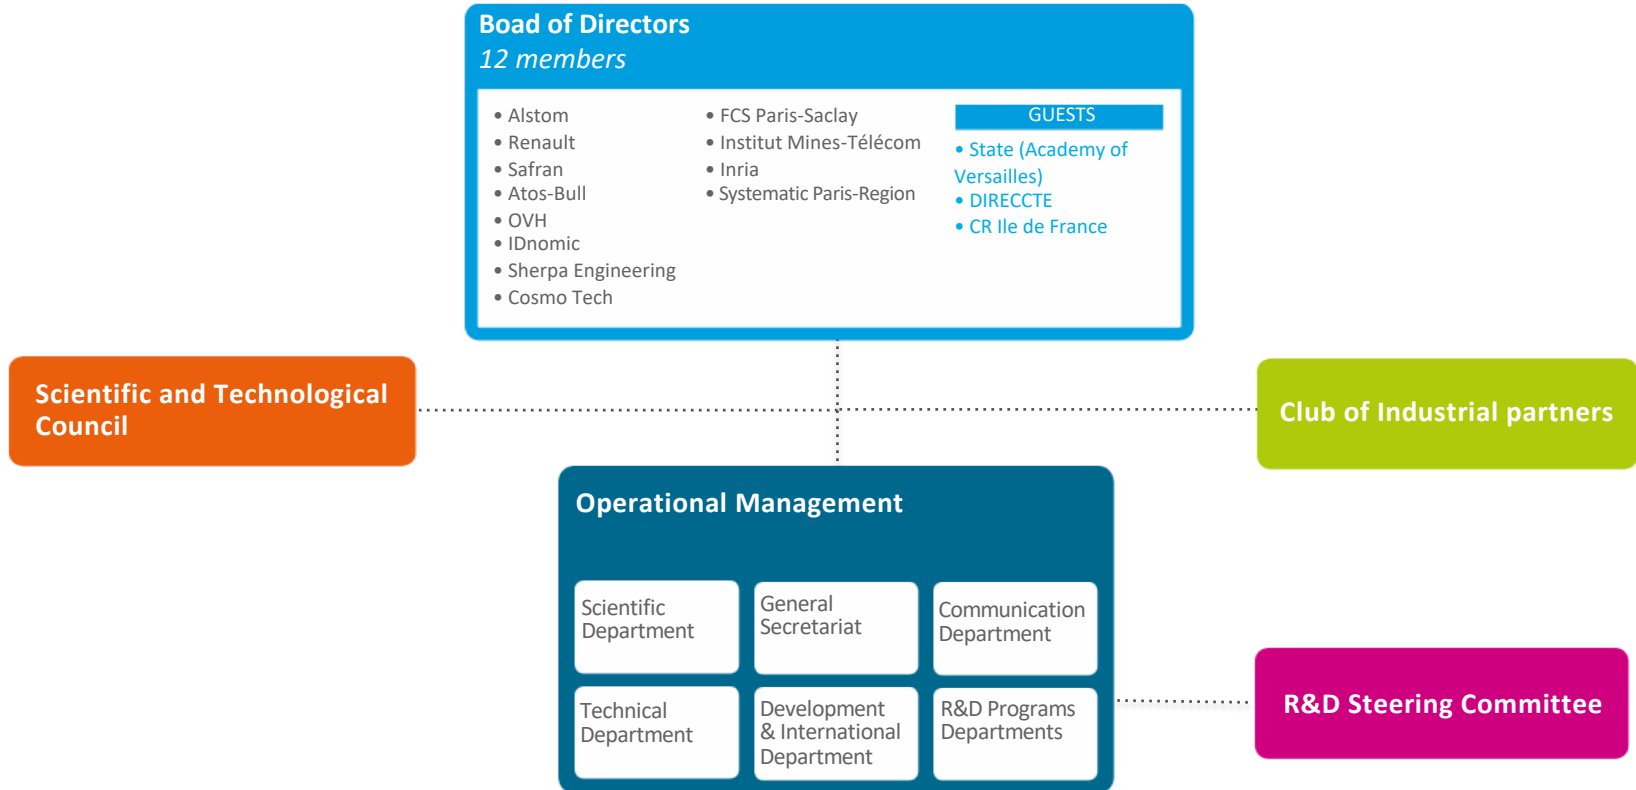 Boad of Directors
12 members
• Alstom
• Renault
• Safran
• Atos-Bull
• OVH
• IDnomic
• Sherpa Engineering
• Cosmo Tech
• FCS Paris-Saclay
• Institut Mines-Télécom
• Inria
• Systematic Paris-Region
GUESTS
• State (Academy of
Versailles)
• DIRECCTE
• CR Ile de France
Scientific and Technological
Council
Club of Industrial partners
Operational Management
Scientific
Department
General
Secretariat
Communication
Department
Technical
Department
Development
& International
Department
R&D Programs
Departments
R&D Steering Committee